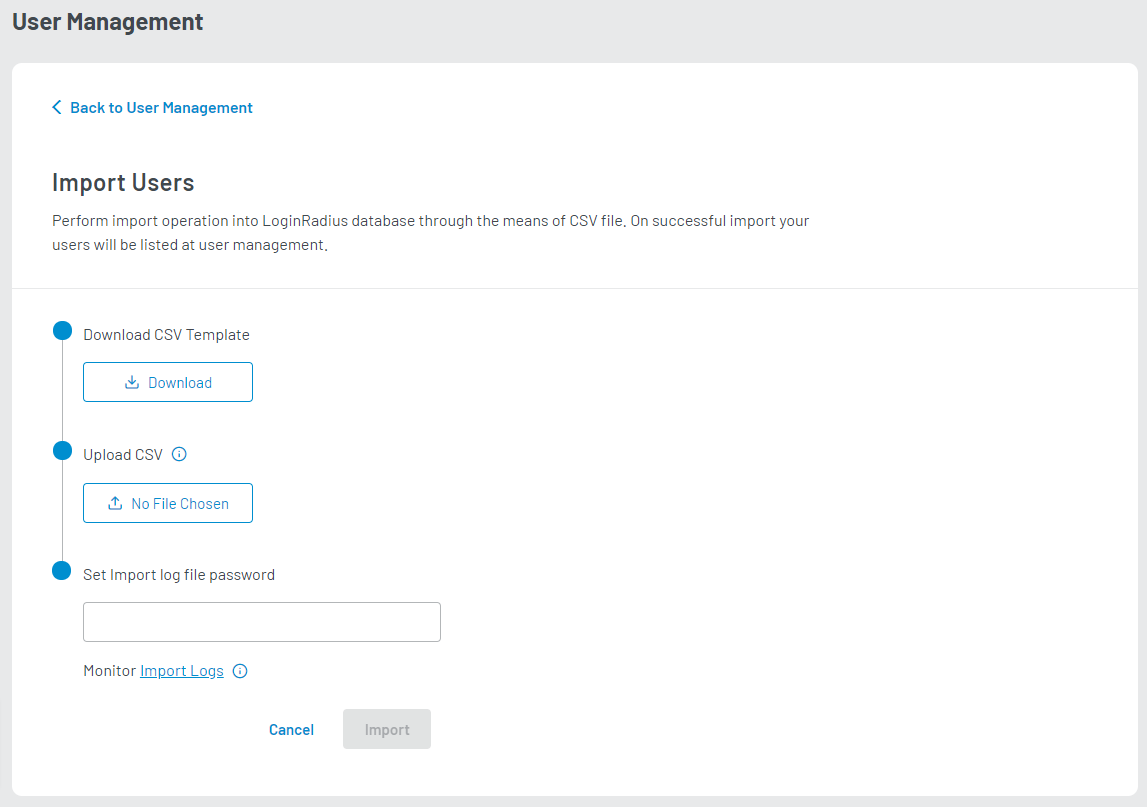 User Management
Back to User Management
Import Users
Perform import operation into LoginRadius database through the means of CSV file. On successful import your
users will be listed at user management.
Download CSV Template
Download
Upload CSV
No File Chosen
Set Import log file password
Monitor Import Logs
Cancel
Import